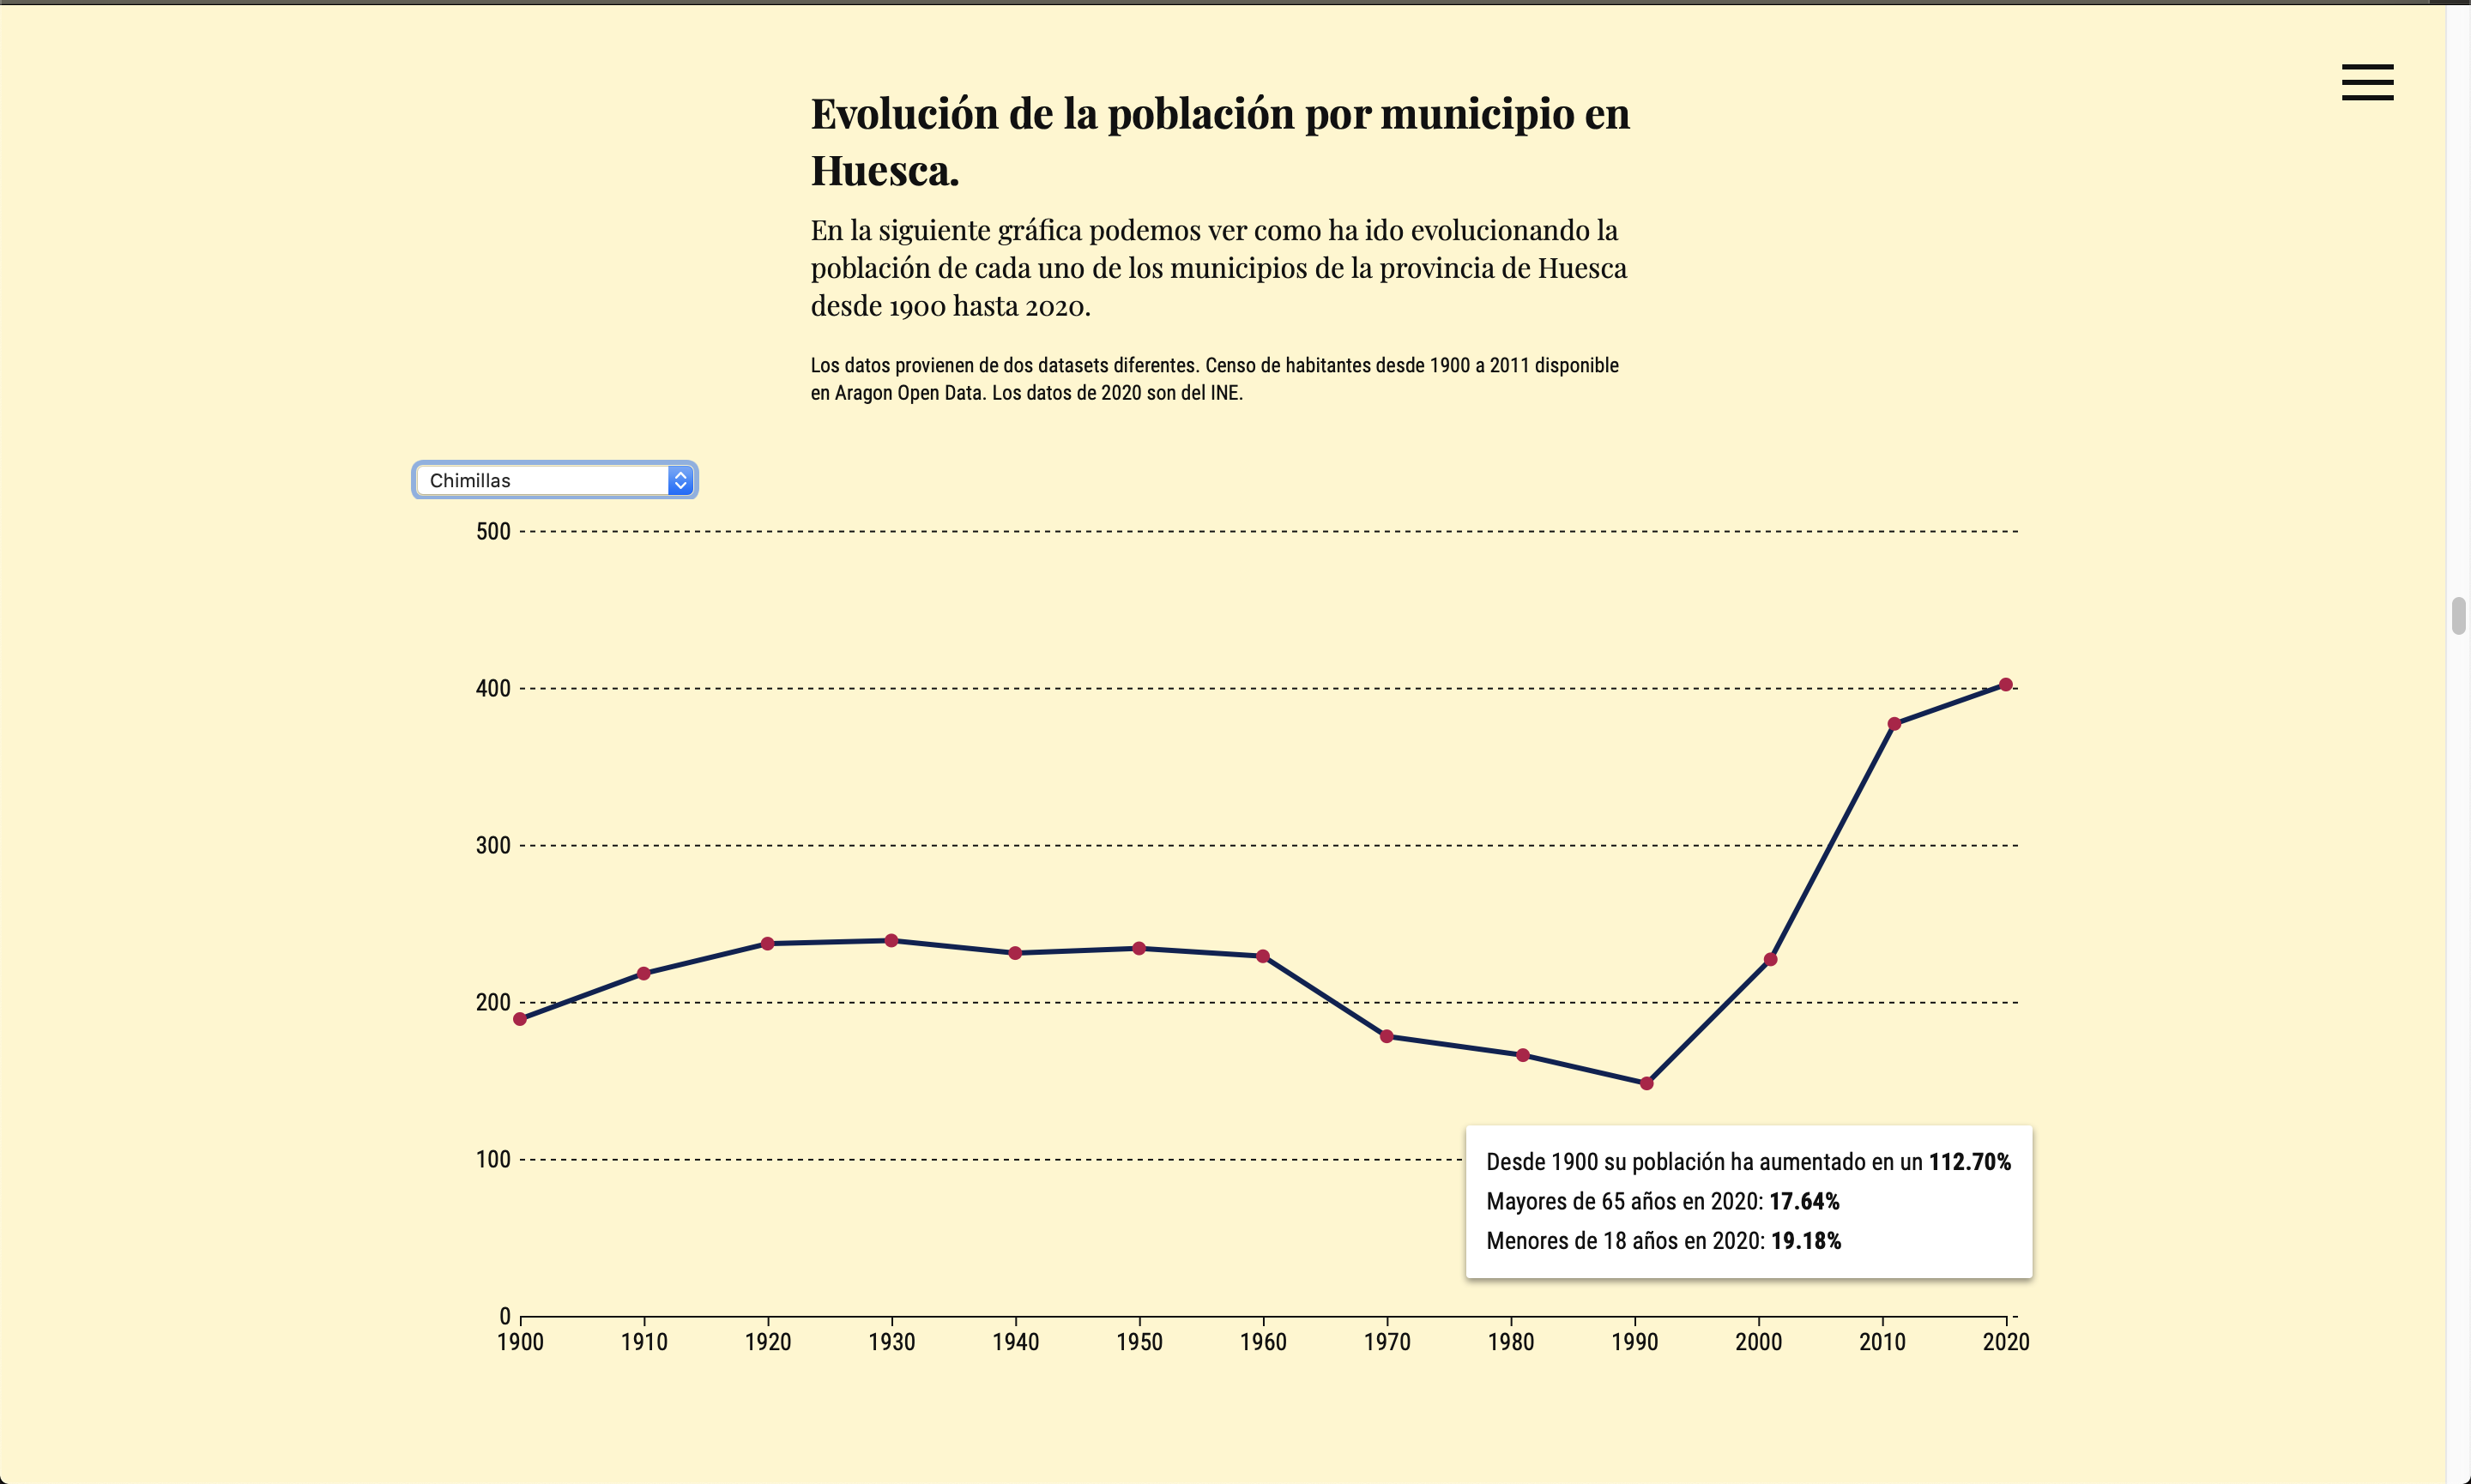 Evolución de la población por municipio en
Huesca.
En la siguiente gráfica podemos ver como ha ido evolucionando la
población de cada uno de los municipios de la provincia de Huesca
desde 1900 hasta 2020.
Los datos provienen de dos datasets diferentes. Censo de habitantes desde 1900 a 2011 disponible
en Aragon Open Data. Los datos de 2020 son del INE.
Chimillas
500
400
300
200
100
0
Desde 1900 su población ha aumentado en un 112.70%
Mayores de 65 años en 2020: 17.64%
Menores de 18 años en 2020: 19.18%
1900 1910 1920 1930 1940 1950 1960 1970 1980 1990 2000 2010 2020